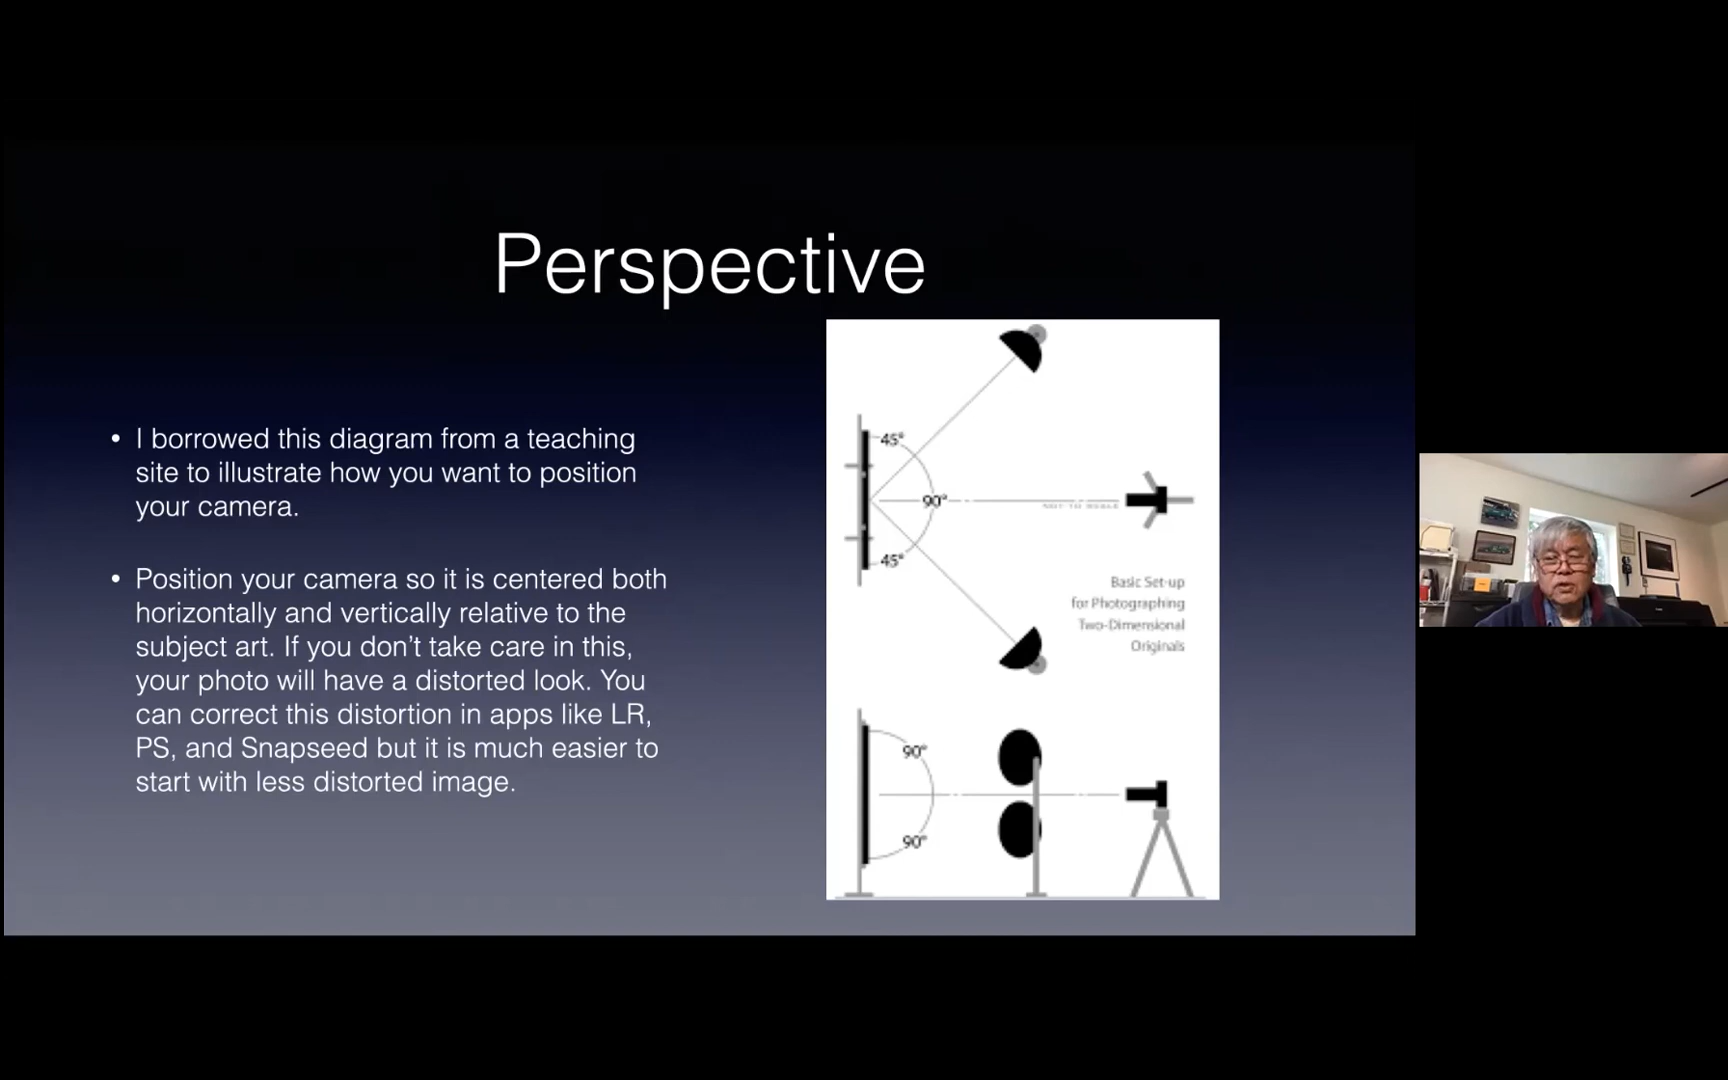 Perspective
• I borrowed this diagram from a teaching
site to illustrate how you want to position
your camera.
• Position your camera so it is centered both
horizontally and vertically relative to the
subject art. If you don’t take care in this,
your photo will have a distorted look. You
can correct this distortion in apps like LR,
PS, and Snapseed but it is much easier to
start with less distorted image.
45°
90°
NOT TO SCALE
45°
Basic Set-up
for Photographing
Two-Dimensional
Originals
90°
90°